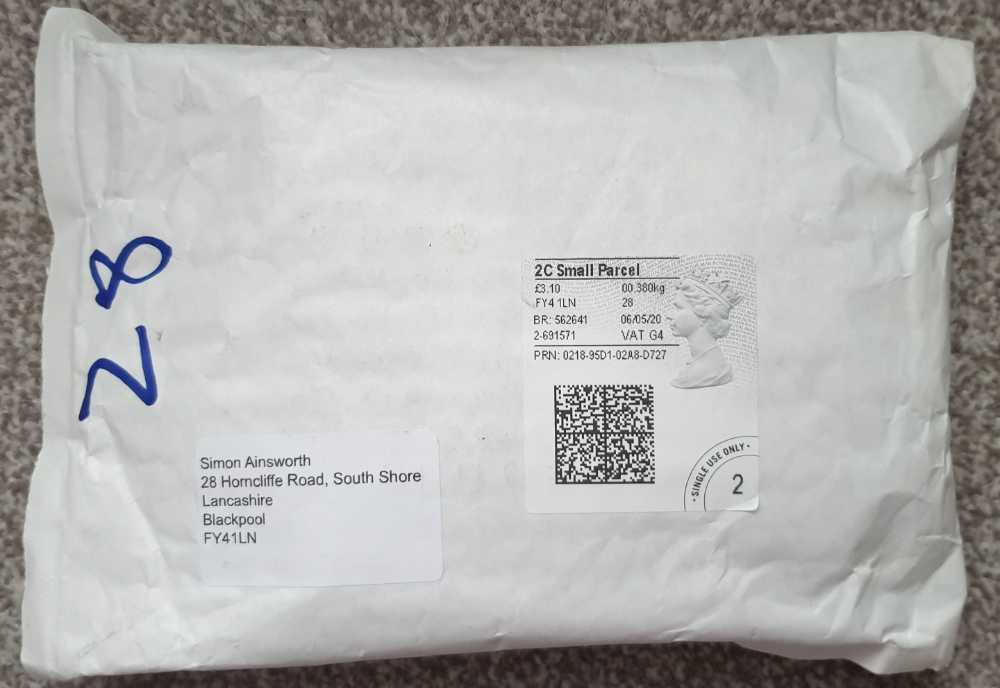 28
2C Small Parcel
£3.10 00.380kg
FY4 1LN 28
BR: 562641 06/05/20
2-691571 VAT G4
PRN: 0218-95D1-02A8-D727
• SINGLE USE ONLY •
2
Simon Ainsworth
28 Horncliffe Road, South Shore
Lancashire
Blackpool
FY41LN